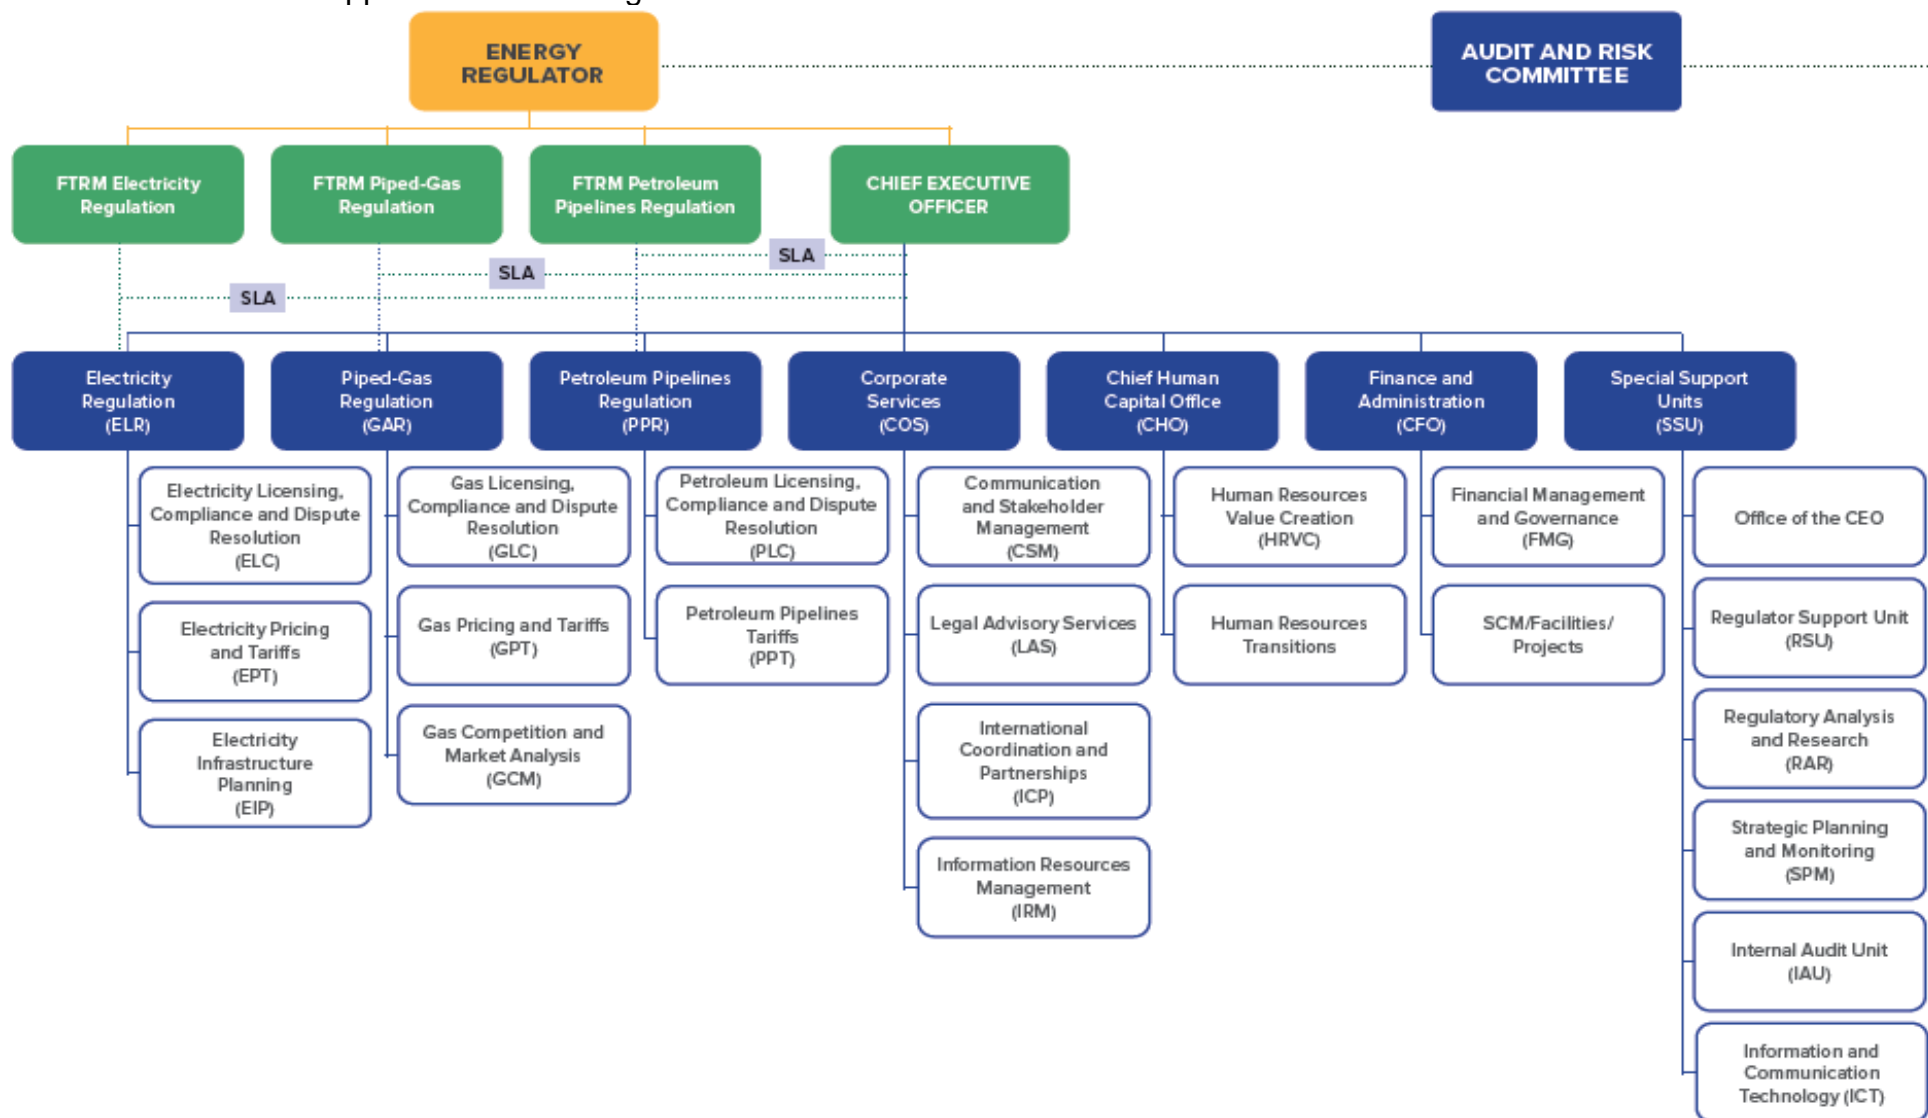 ENERGY
REGULATOR
AUDIT AND RISK
COMMITTEE
FTRM Electricity
Regulation
FTRM Piped-Gas
Regulation
FTRM Petroleum
Pipelines Regulation
CHIEF EXECUTIVE
OFFICER
SLA
SLA
SLA
Electricity
Regulation
(ELR)
Piped-Gas
Regulation
(GAR)
Petroleum Pipelines
Regulation
(PPR)
Corporate
Services
(COS)
Chief Human
Capital Office
(CHO)
Finance and
Administration
(CFO)
Special Support
Units
(SSU)
Electricity Licensing,
Compliance and Dispute
Resolution
(ELC)
Electricity Pricing
and Tariffs
(EPT)
Electricity
Infrastructure
Planning
(EIP)
Gas Licensing,
Compliance and Dispute
Resolution
(GLC)
Gas Pricing and Tariffs
(GPT)
Gas Competition and
Market Analysis
(GCM)
Petroleum Licensing,
Compliance and Dispute
Resolution
(PLC)
Petroleum Pipelines
Tariffs
(PPT)
Communication
and Stakeholder
Management
(CSM)
Legal Advisory Services
(LAS)
International
Coordination and
Partnerships
(ICP)
Information Resources
Management
(IRM)
Human Resources
Value Creation
(HRVC)
Human Resources
Transitions
Financial Management
and Governance
(FMG)
SCM/Facilities/
Projects
Office of the CEO
Regulator Support Unit
(RSU)
Regulatory Analysis
and Research
(RAR)
Strategic Planning
and Monitoring
(SPM)
Internal Audit Unit
(IAU)
Information and
Communication
Technology (ICT)